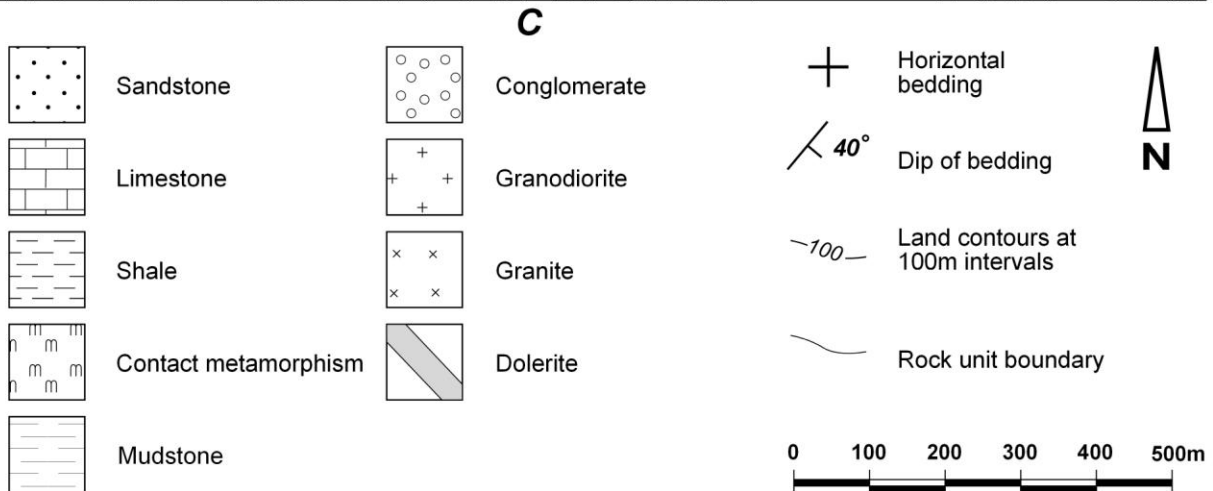 C
Sandstone
Limestone
Shale
Contact metamorphism
Mudstone
Conglomerate
Granodiorite
Granite
Dolerite
Horizontal
bedding
40°
Dip of bedding
100
Land contours at
100m intervals
Rock unit boundary
N
0 100 200 300 400 500m